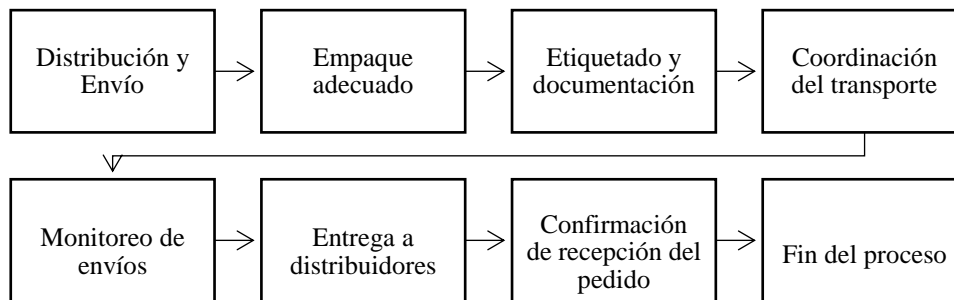 Distribución y
Envío
Empaque
adecuado
Etiquetado y
documentación
Coordinación
del transporte
Monitoreo de
envíos
Entrega a
distribuidores
Confirmación
de recepción del
pedido
Fin del proceso